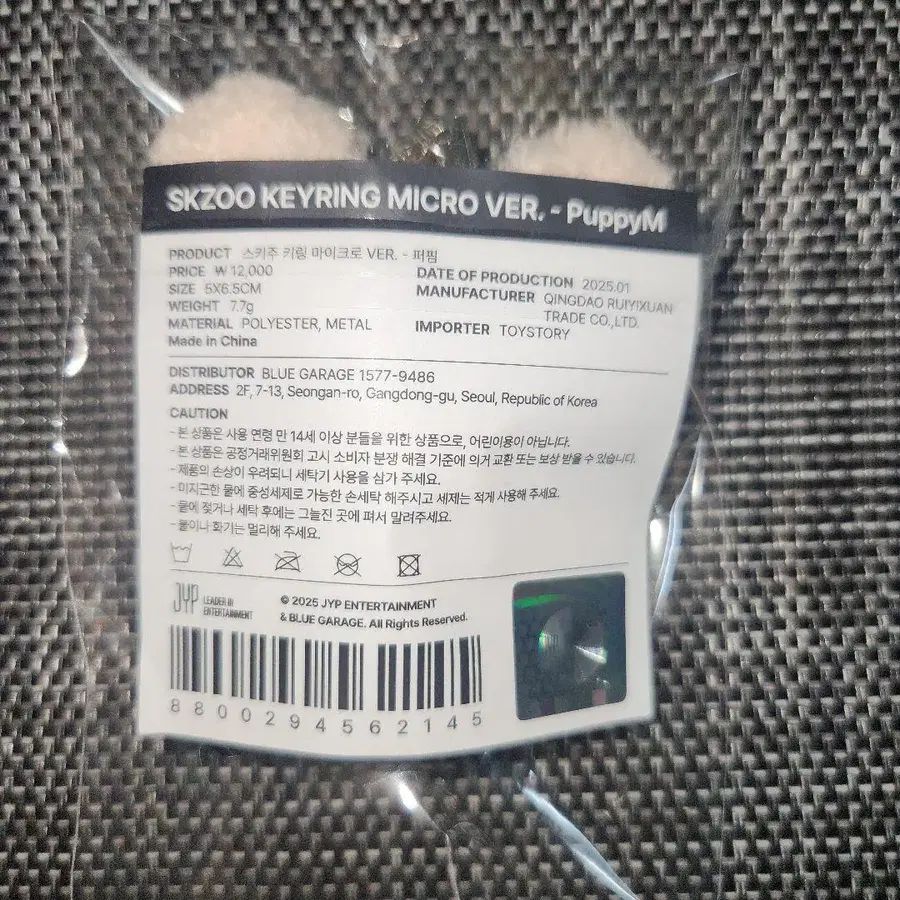 SKZOO KEYRING MICRO VER. - PuppyM
PRODUCT 스키주 키링 마이크로 VER. - 퍼핌
PRICE ₩ 12,000
SIZE 5X6.5CM
WEIGHT 7.7g
MATERIAL POLYESTER, METAL
Made in China
DATE OF PRODUCTION 2025.01
MANUFACTURER QINGDAO RUIYIXUAN
TRADE CO.,LTD.
IMPORTER TOYSTORY
DISTRIBUTOR BLUE GARAGE 1577-9486
ADDRESS 2F, 7-13, Seongan-ro, Gangdong-gu, Seoul, Republic of Korea
CAUTION
- 본 상품은 사용 연령 만 14세 이상 분들을 위한 상품으로, 어린이용이 아닙니다.
- 본 상품은 공정거래위원회 고시 소비자 분쟁 해결 기준에 의거 교환 또는 보상 받을 수 있습니다.
- 제품의 손상이 우려되니 세탁기 사용을 삼가 주세요.
- 미지근한 물에 중성세제로 가능한 손세탁 해주시고 세제는 적게 사용해 주세요.
- 물에 젖거나 세탁 후에는 그늘진 곳에 펴서 말려주세요.
- 불이나 화기는 멀리해 주세요.
JYP LEADER IN
ENTERTAINMENT
© 2025 JYP ENTERTAINMENT
& BLUE GARAGE. All Rights Reserved.
8800294562145